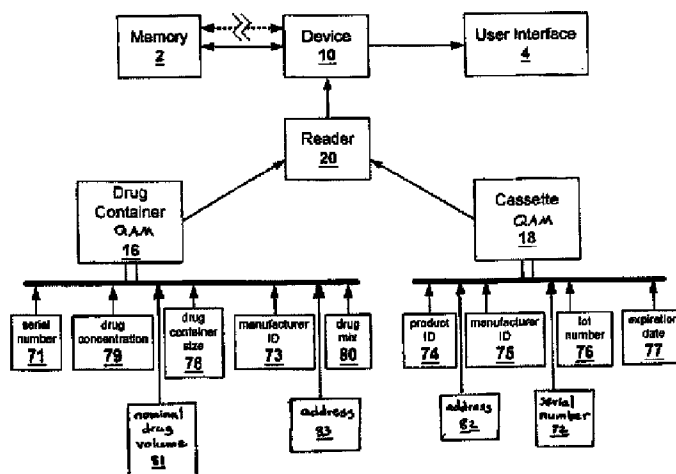 Memory
2
Device
10
User Interface
4
Reader
20
Drug
Container
QAM
16
Cassette
QAM
18
serial
number
71
drug
concentration
79
drug
container
size
78
manufacturer
ID
73
drug
mix
80
product
ID
74
manufacturer
ID
75
lot
number
76
expiration
date
77
nominal
drug
volume
81
address
83
address
82
serial
number
72